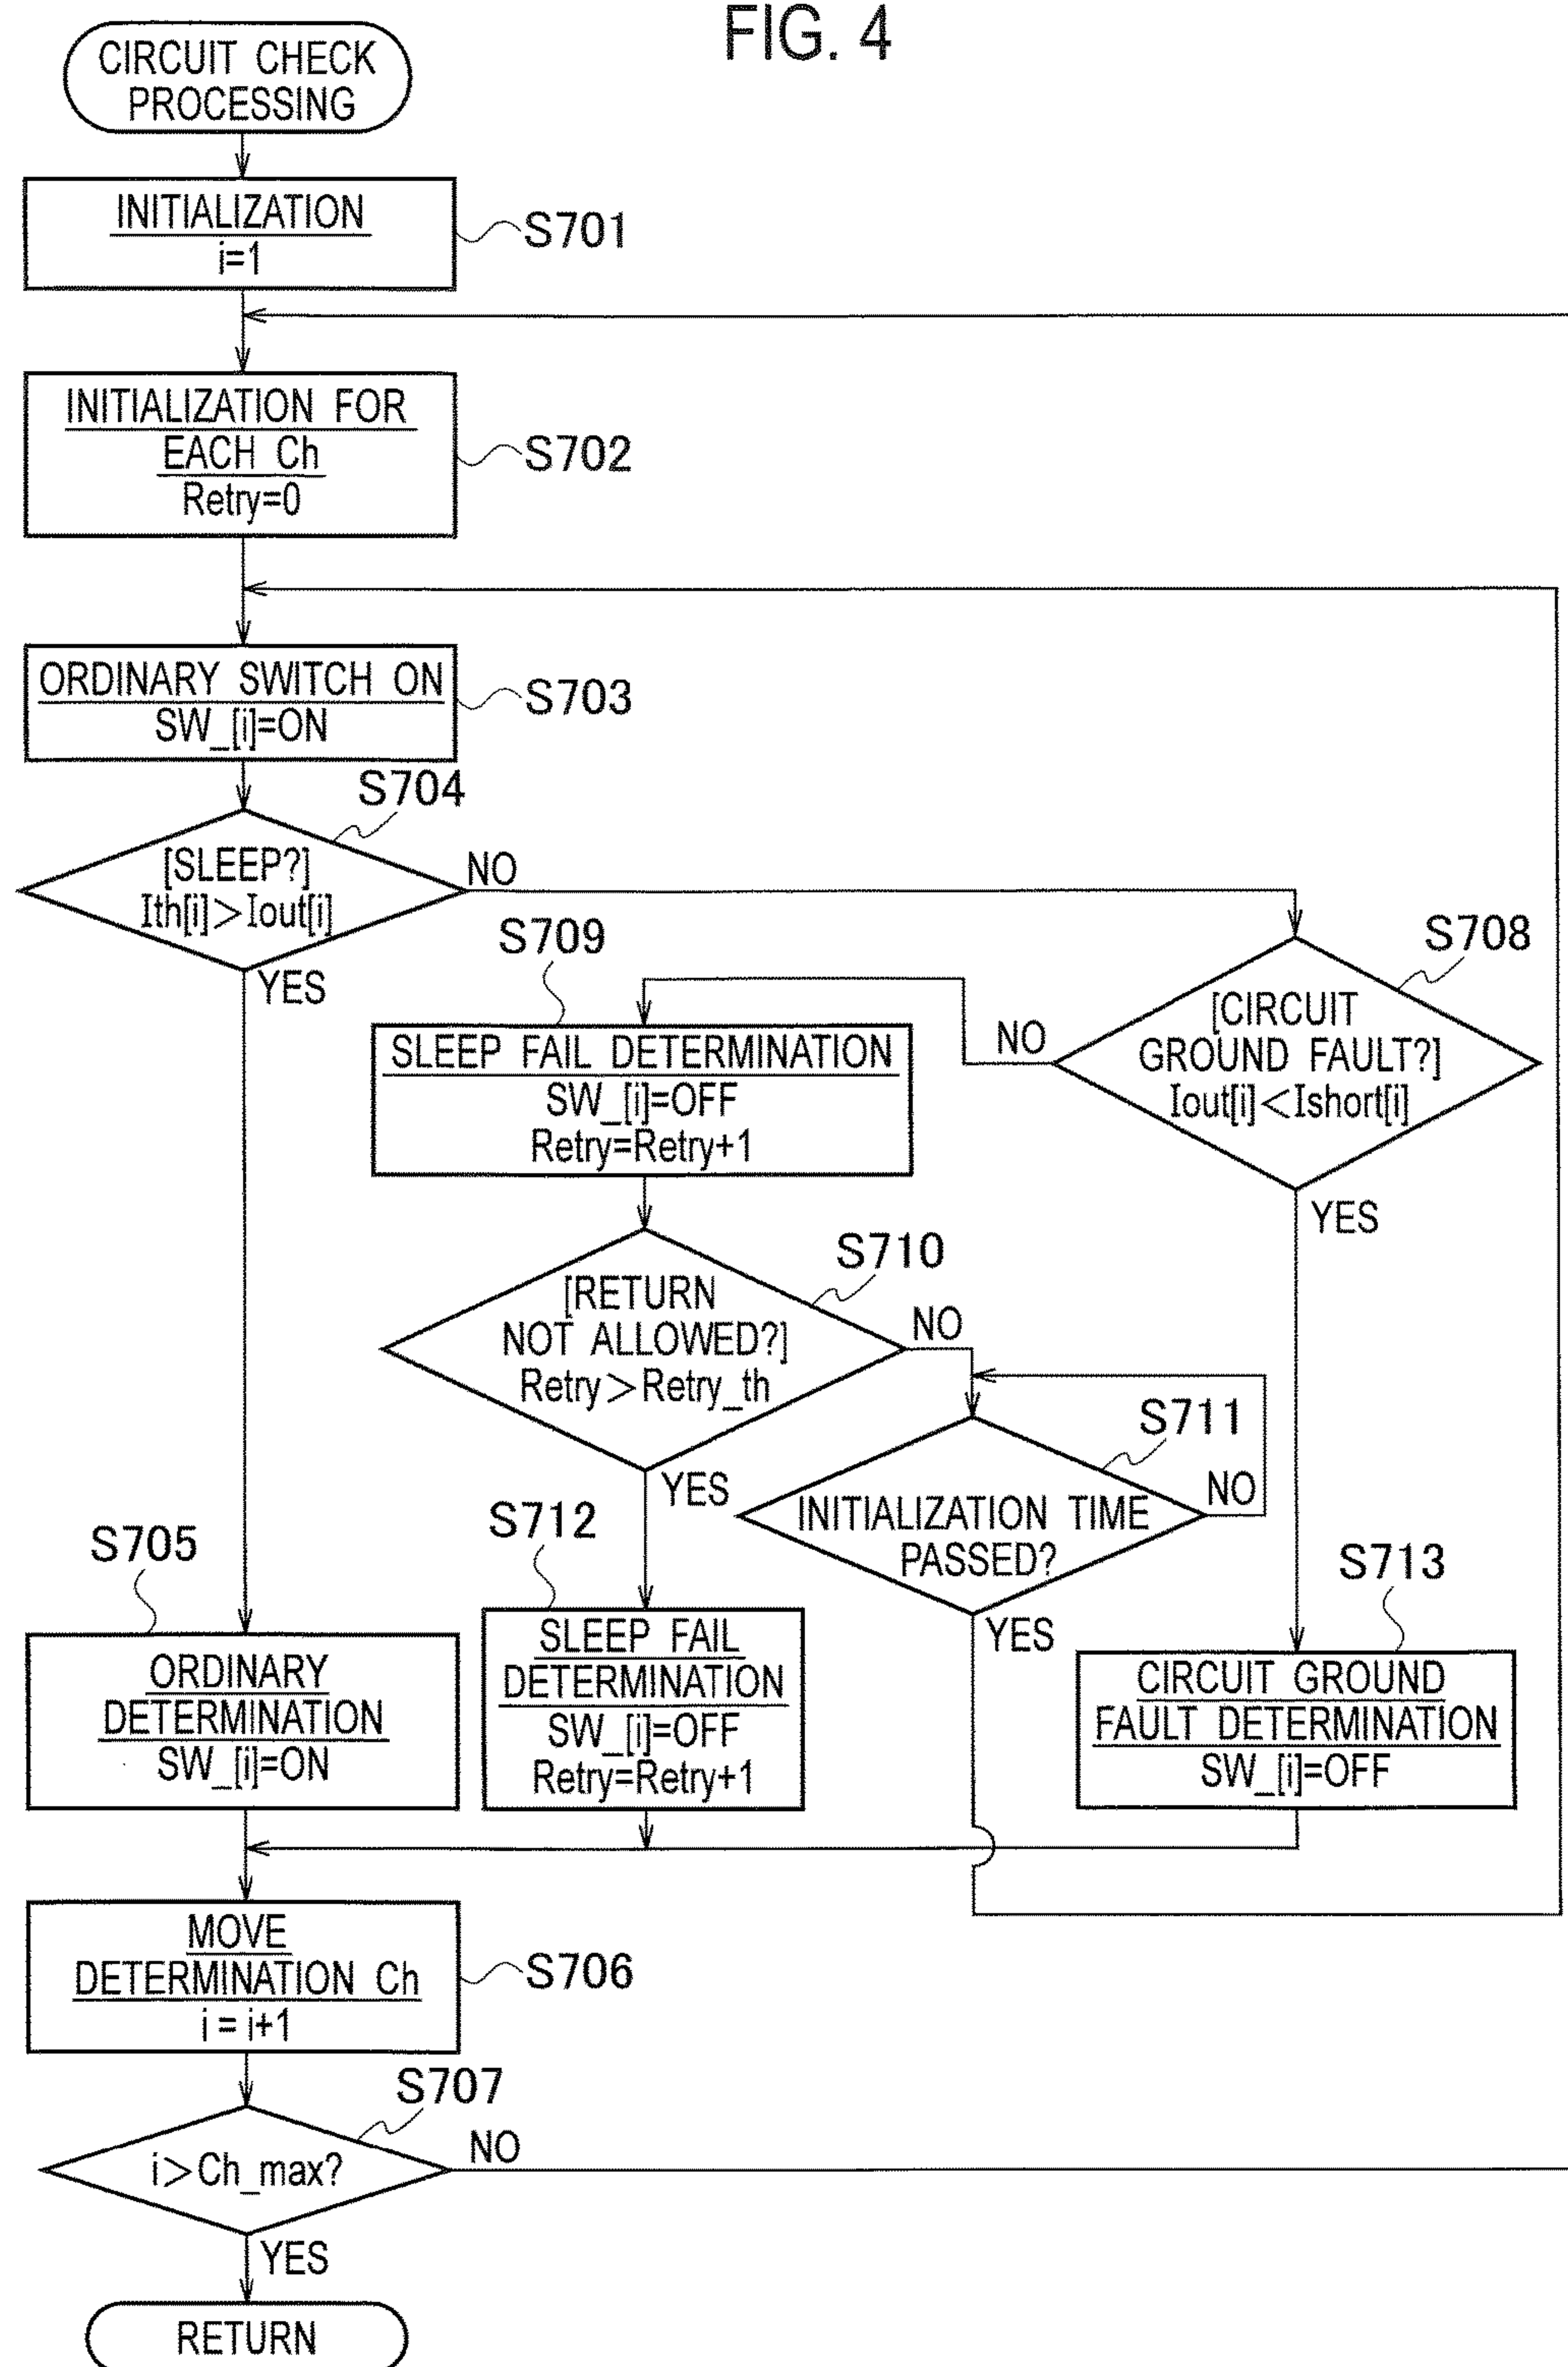 FIG. 4
CIRCUIT CHECK
PROCESSING
INITIALIZATION
i=1
S701
INITIALIZATION FOR
EACH Ch
Retry=0
S702
ORDINARY SWITCH ON
SW_[i]=ON
S703
S704
[SLEEP?]
Ith[i]>Iout[i]
NO
YES
S708
[CIRCUIT
GROUND FAULT?]
Iout[i]<Ishort[i]
NO
YES
S709
SLEEP FAIL DETERMINATION
SW_[i]=OFF
Retry=Retry+1
S710
[RETURN
NOT ALLOWED?]
Retry>Retry_th
NO
YES
S711
INITIALIZATION TIME
PASSED?
NO
YES
S712
SLEEP FAIL
DETERMINATION
SW_[i]=OFF
Retry=Retry+1
S713
CIRCUIT GROUND
FAULT DETERMINATION
SW_[i]=OFF
S705
ORDINARY
DETERMINATION
SW_[i]=ON
MOVE
DETERMINATION Ch
i = i+1
S706
S707
i>Ch_max?
NO
YES
RETURN